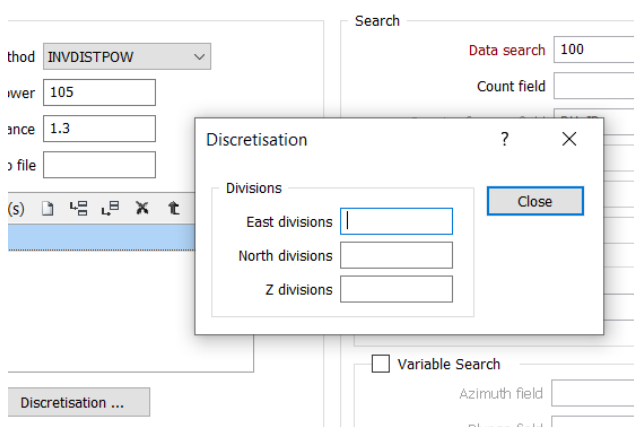 Search
thod INVDISTPOW
Data search 100
ower 105
Count field
ance 1.3
Discretisation ?
o file
Divisions
(s)
Close
East divisions
North divisions
Z divisions
Variable Search
Azimuth field
Discretisation ...